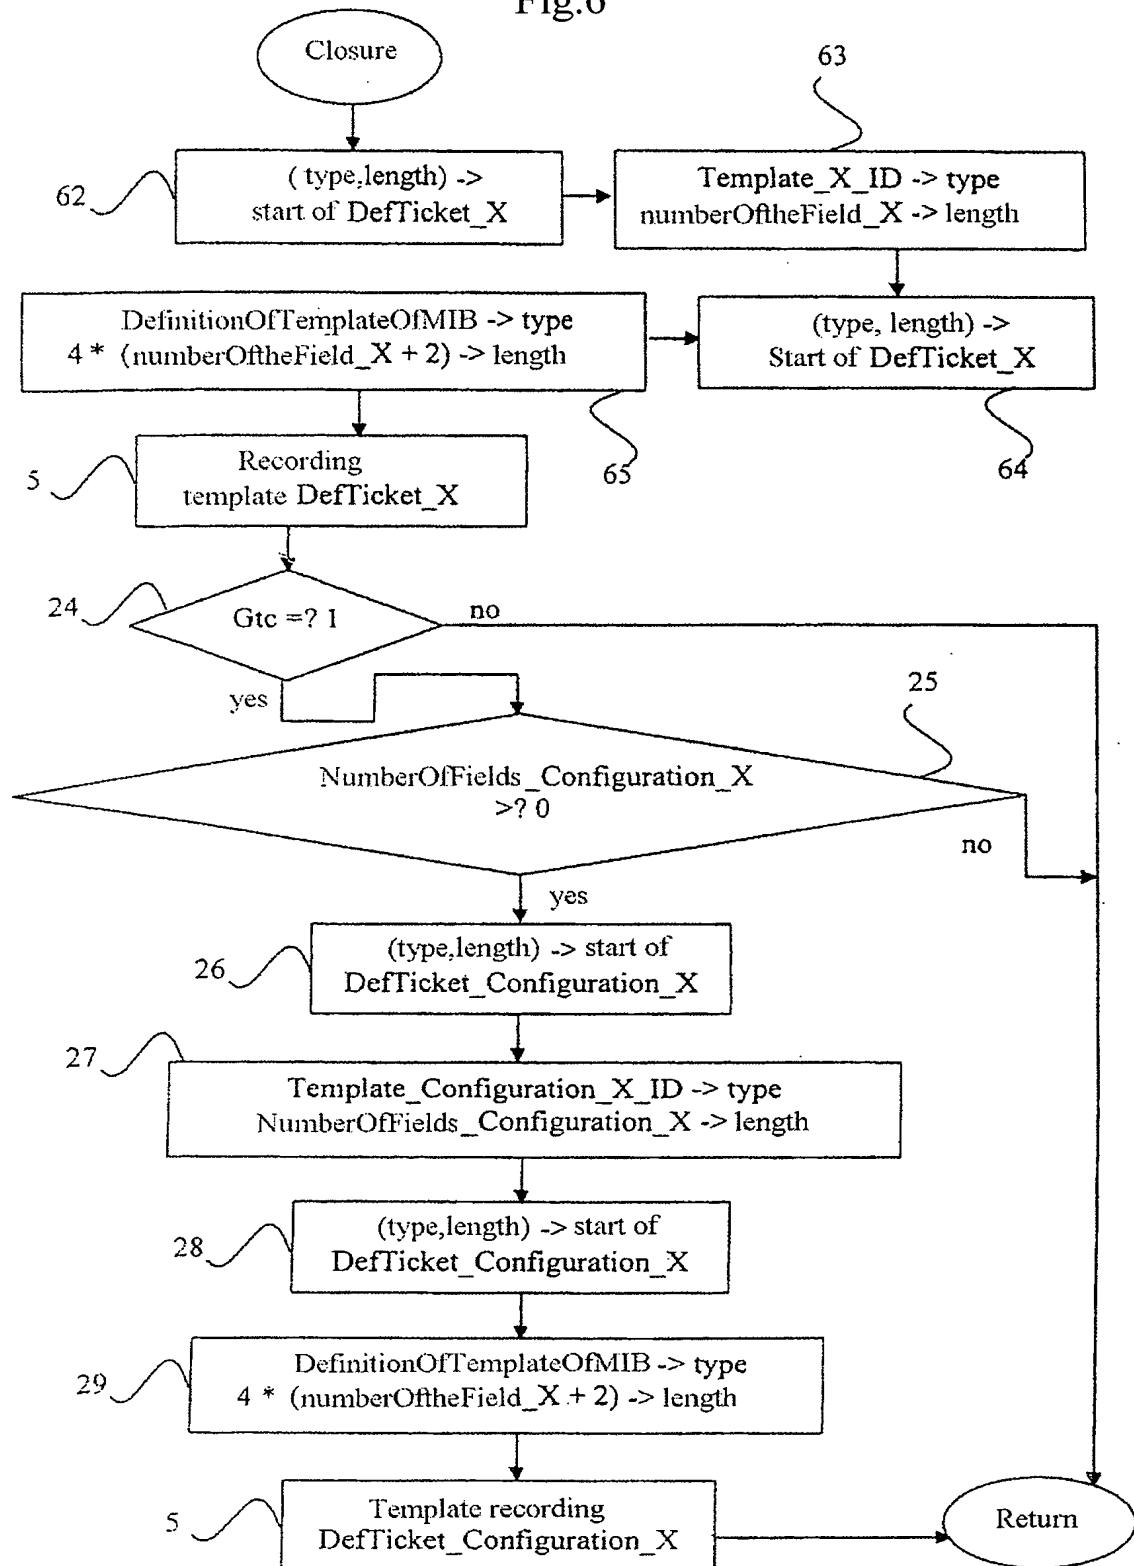 Fig.6
Closure
63
62
( type,length) ->
start of DefTicket_X
Template_X_ID -> type
numberOftheField_X -> length
DefinitionOfTemplateOfMIB -> type
4 * (numberOftheField_X + 2) -> length
(type, length) ->
Start of DefTicket_X
65
64
5
Recording
template DefTicket_X
24
Gtc =? 1
no
yes
25
NumberOfFields_Configuration_X
>? 0
no
yes
26
(type,length) -> start of
DefTicket_Configuration_X
27
Template_Configuration_X_ID -> type
NumberOfFields_Configuration_X -> length
28
(type,length) -> start of
DefTicket_Configuration_X
29
DefinitionOfTemplateOfMIB -> type
4 * (numberOftheField_X + 2) -> length
5
Template recording
DefTicket_Configuration_X
Return